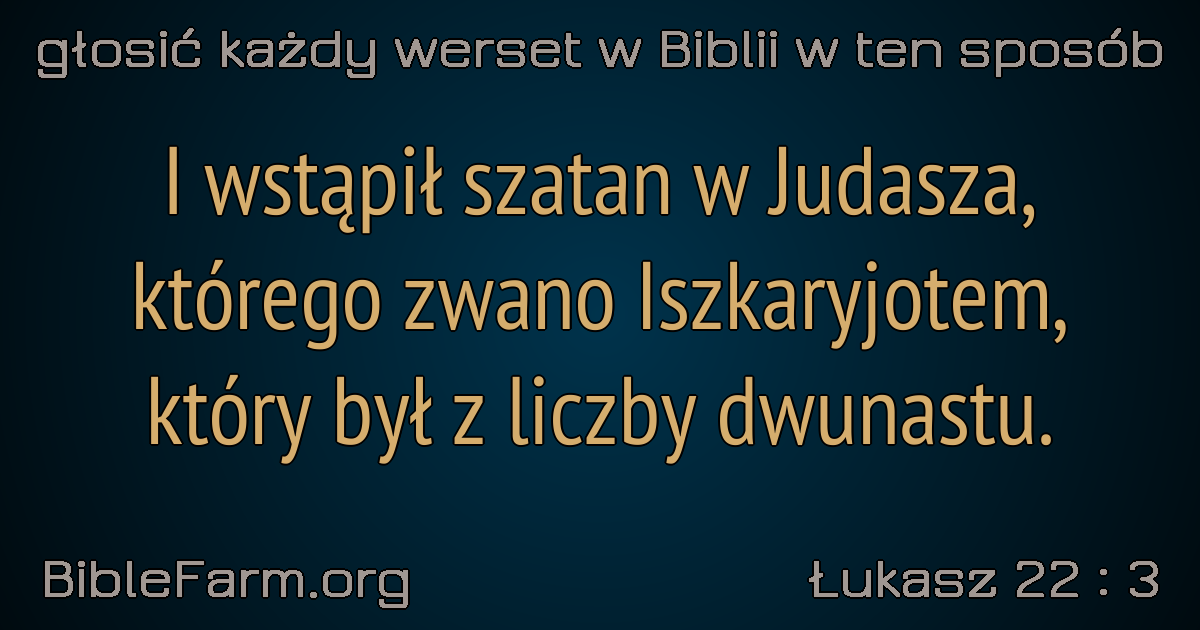 głosić każdy werset w Biblii w ten sposób
I wstąpił szatan w Judasza,
którego zwano Iszkaryjotem,
który był z liczby dwunastu.
BibleFarm.org
Łukasz 22 : 3